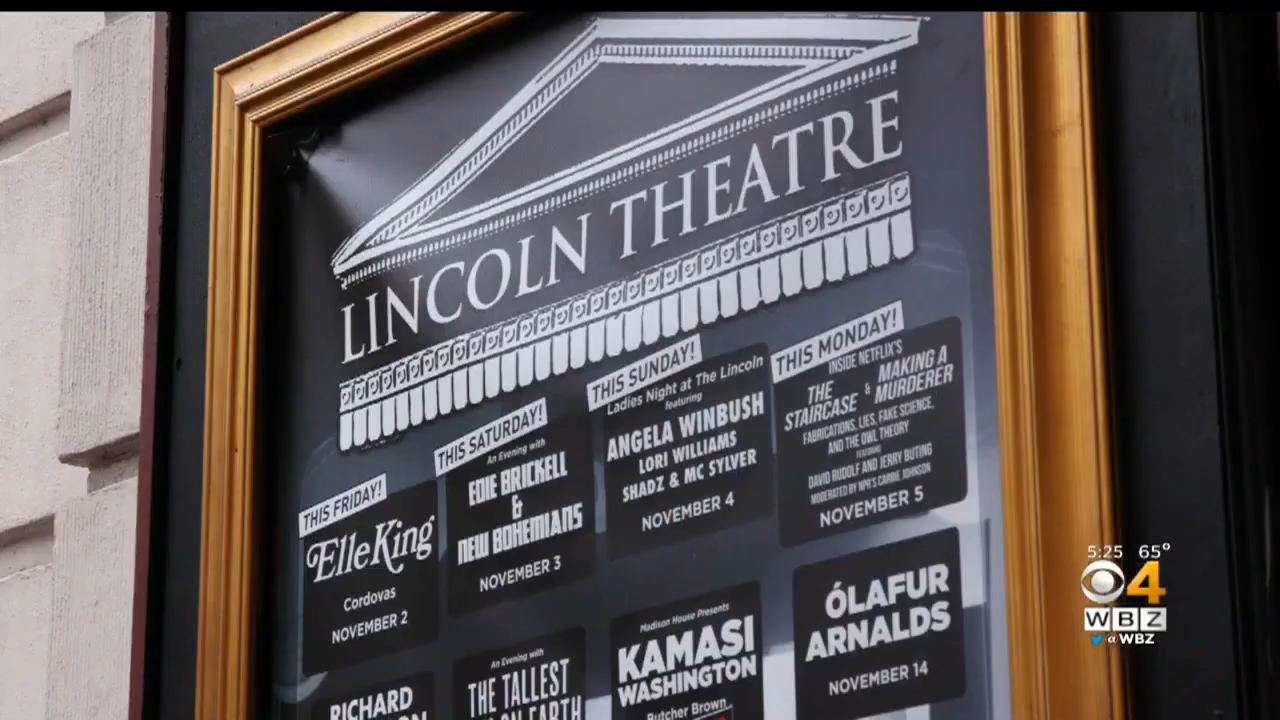 LINCOLN THEATRE
THIS FRIDAY!
Elle King
Cordovas
NOVEMBER 2
THIS SATURDAY!
An Evening with
EDIE BRICKELL
&
NEW BOHEMIANS
NOVEMBER 3
THIS SUNDAY!
Ladies Night at The Lincoln
featuring
ANGELA WINBUSH
LORI WILLIAMS
SHADZ & MC SYLVER
NOVEMBER 4
THIS MONDAY!
INSIDE NETFLIX'S
THE STAIRCASE & MAKING A MURDERER
FABRICATIONS, LIES, FAKE SCIENCE,
AND THE OWL THEORY
FEATURING
DAVID RUDOLF AND JERRY BUTING
MODERATED BY NPR'S CARRIE JOHNSON
NOVEMBER 5
RICHARD
An Evening with
THE TALLEST
ON EARTH
Madison House Presents
KAMASI
WASHINGTON
Butcher Brown
ÓLAFUR
ARNALDS
NOVEMBER 14
5:25 65°
4
WBZ
@WBZ